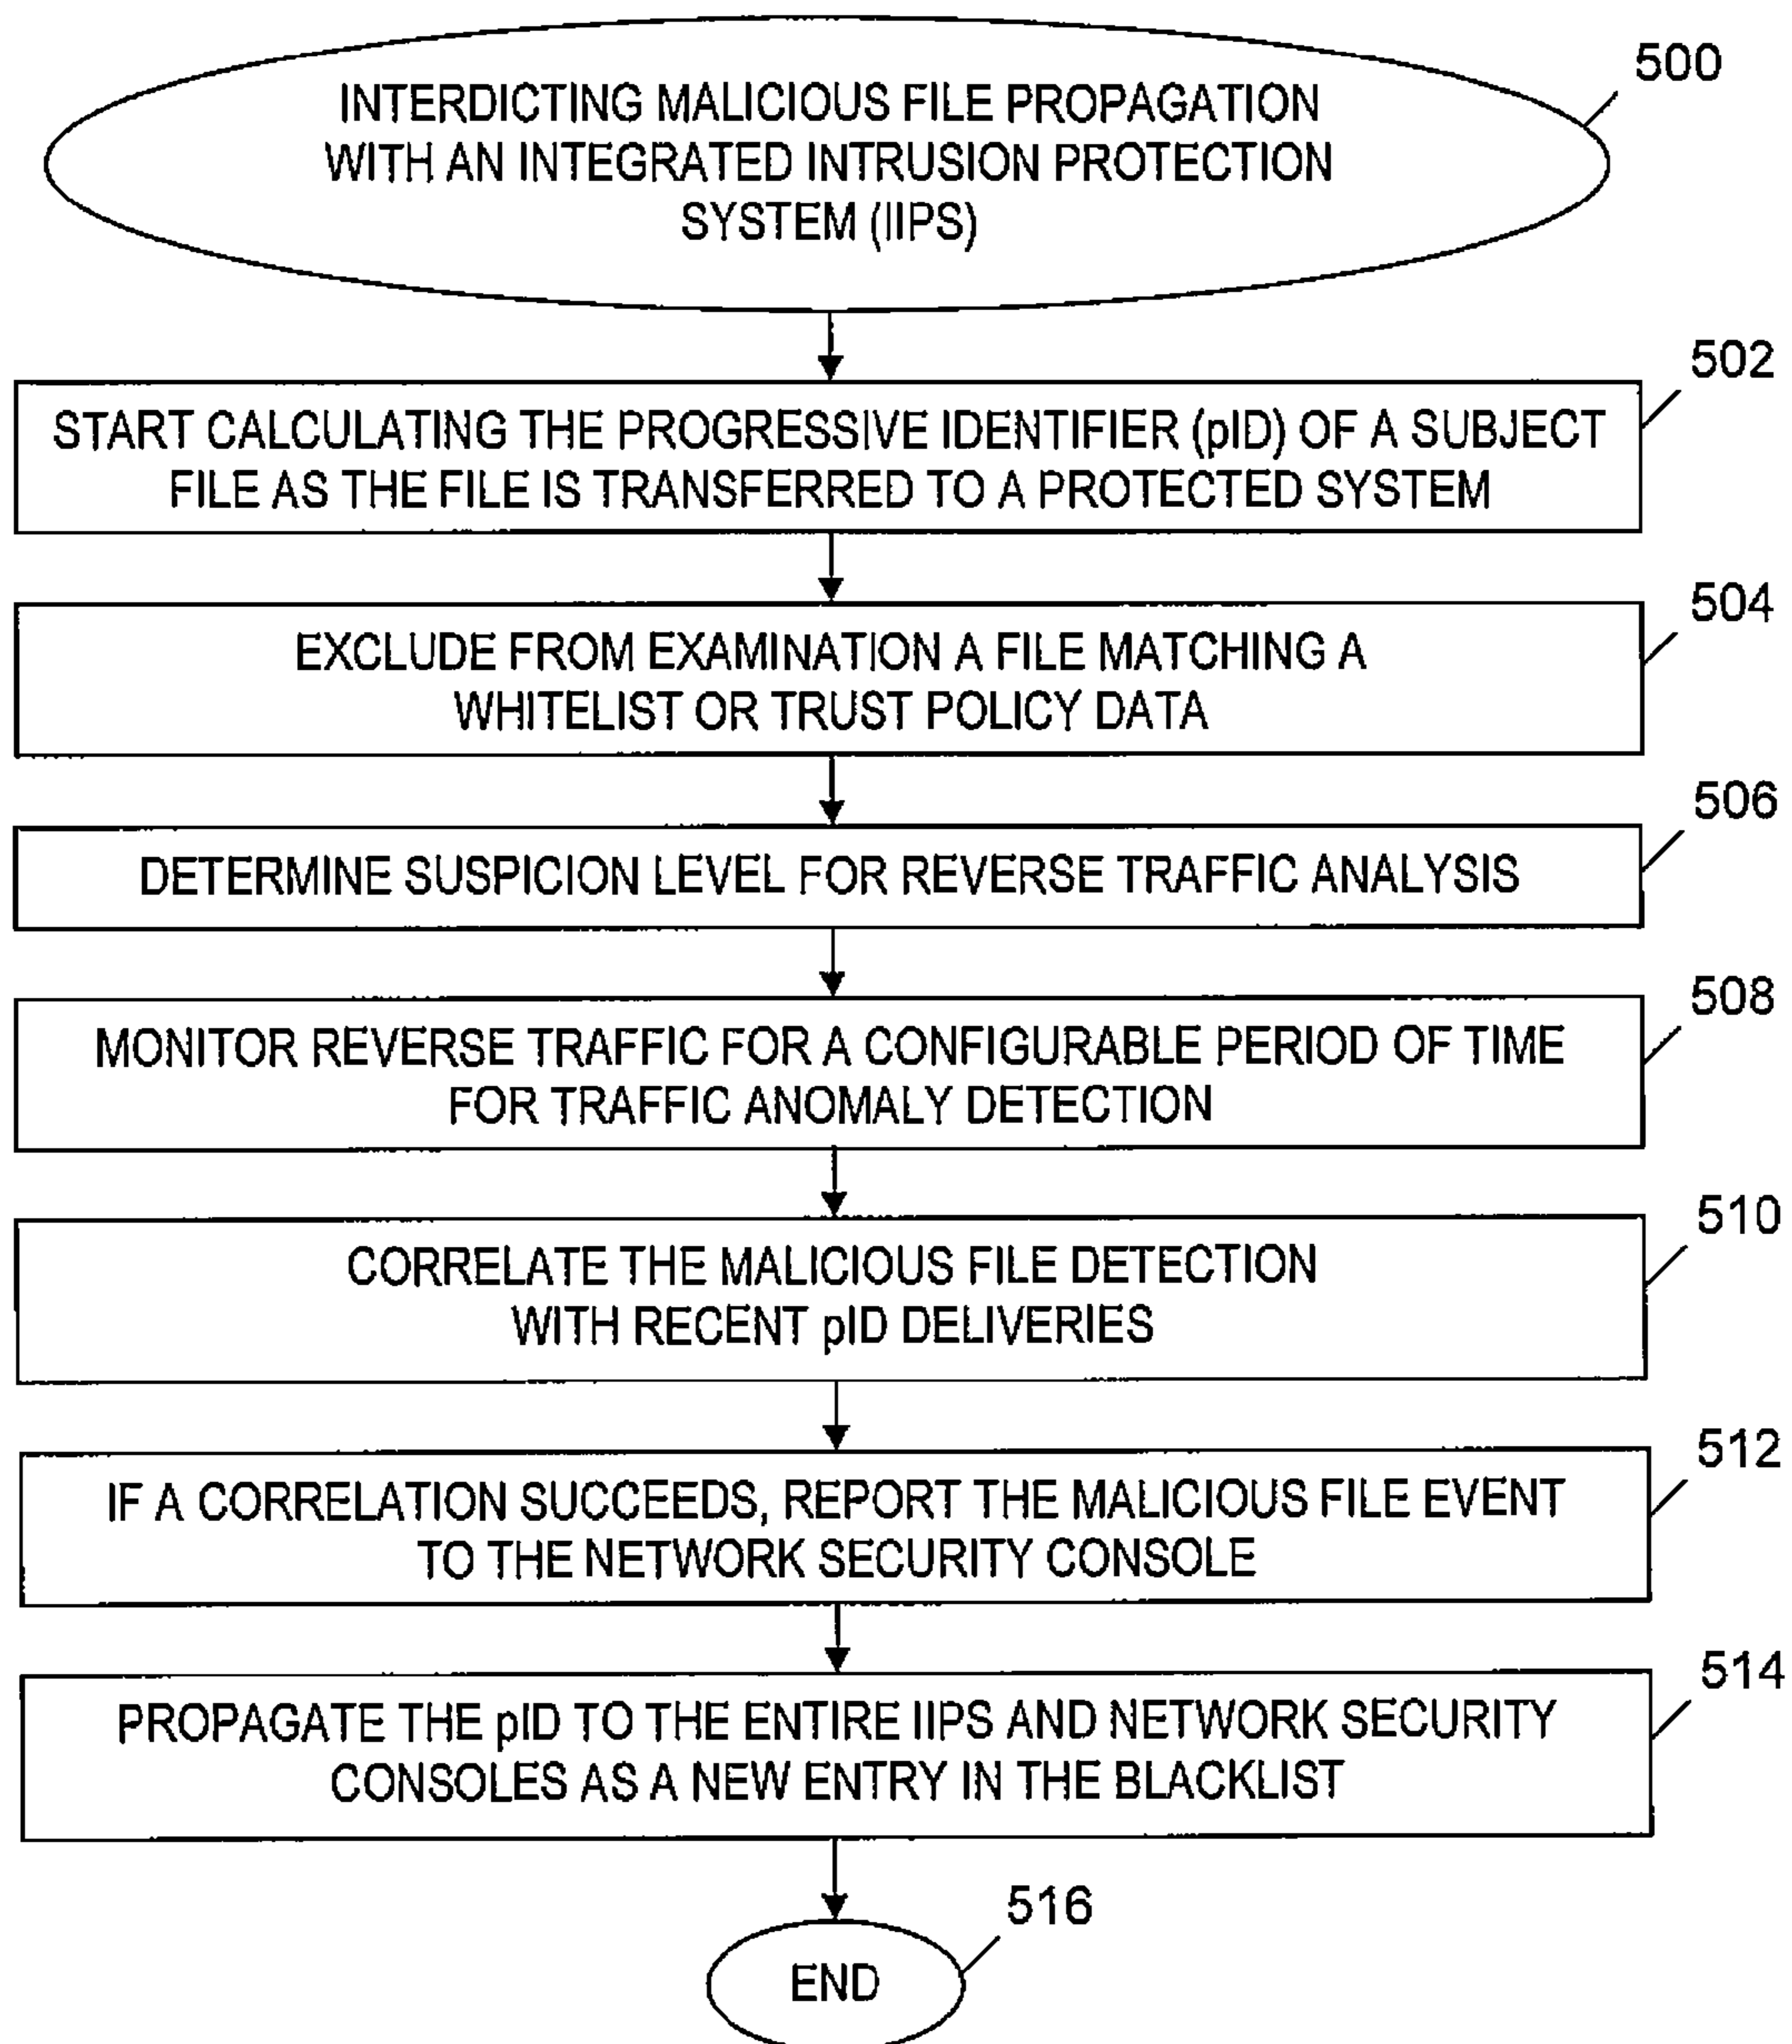 INTERDICTING MALICIOUS FILE PROPAGATION
WITH AN INTEGRATED INTRUSION PROTECTION
SYSTEM (IIPS)
500
502
START CALCULATING THE PROGRESSIVE IDENTIFIER (pID) OF A SUBJECT
FILE AS THE FILE IS TRANSFERRED TO A PROTECTED SYSTEM
504
EXCLUDE FROM EXAMINATION A FILE MATCHING A
WHITELIST OR TRUST POLICY DATA
506
DETERMINE SUSPICION LEVEL FOR REVERSE TRAFFIC ANALYSIS
508
MONITOR REVERSE TRAFFIC FOR A CONFIGURABLE PERIOD OF TIME
FOR TRAFFIC ANOMALY DETECTION
510
CORRELATE THE MALICIOUS FILE DETECTION
WITH RECENT pID DELIVERIES
512
IF A CORRELATION SUCCEEDS, REPORT THE MALICIOUS FILE EVENT
TO THE NETWORK SECURITY CONSOLE
514
PROPAGATE THE pID TO THE ENTIRE IIPS AND NETWORK SECURITY
CONSOLES AS A NEW ENTRY IN THE BLACKLIST
516
END